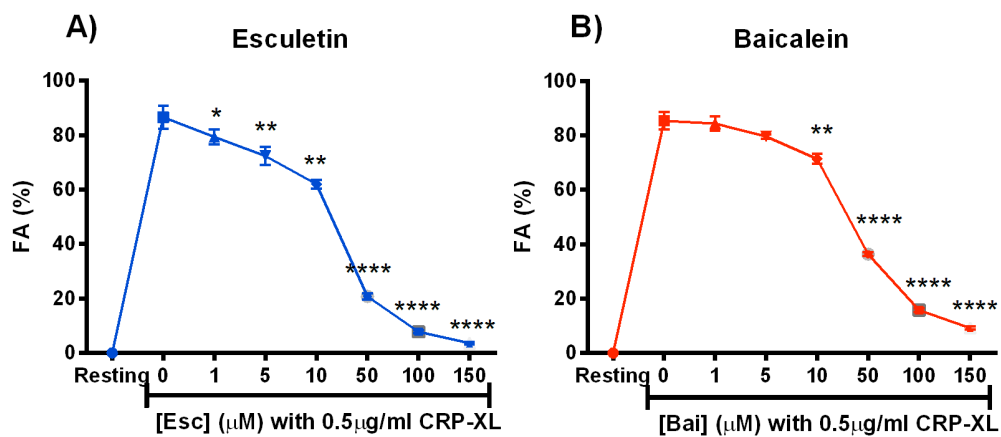 A)
Esculetin
100
80
60
40
20
0
FA (%)
*
**
**
****
****
****
Resting 0 1 5 10 50 100 150
[Esc] (μM) with 0.5μg/ml CRP-XL
B)
Baicalein
100
80
60
40
20
0
FA (%)
**
****
****
****
Resting 0 1 5 10 50 100 150
[Bai] (μM) with 0.5μg/ml CRP-XL